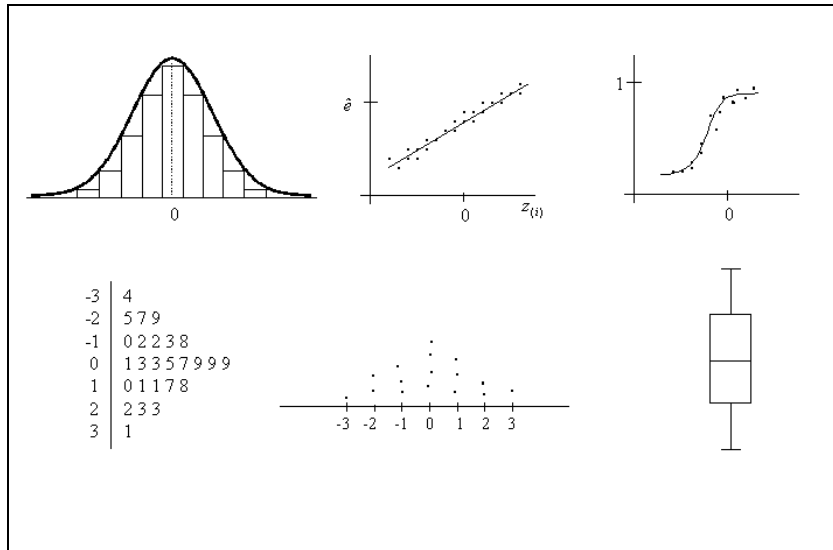 0
ê
0
z(i)
1
0
-3 | 4
-2 | 5 7 9
-1 | 0 2 2 3 8
0 | 1 3 3 5 7 9 9 9
1 | 0 1 1 7 8
2 | 2 3 3
3 | 1
-3 -2 -1 0 1 2 3